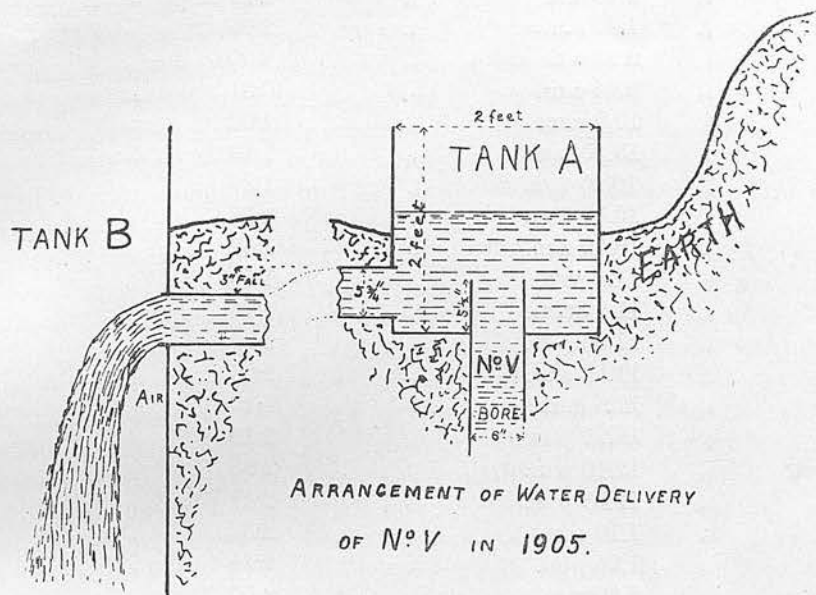 2 feet
TANK A
2 feet
TANK B
EARTH
3" FALL
5¾"
No V
AIR
BORE
6"
ARRANGEMENT OF WATER DELIVERY
OF No V IN 1905.